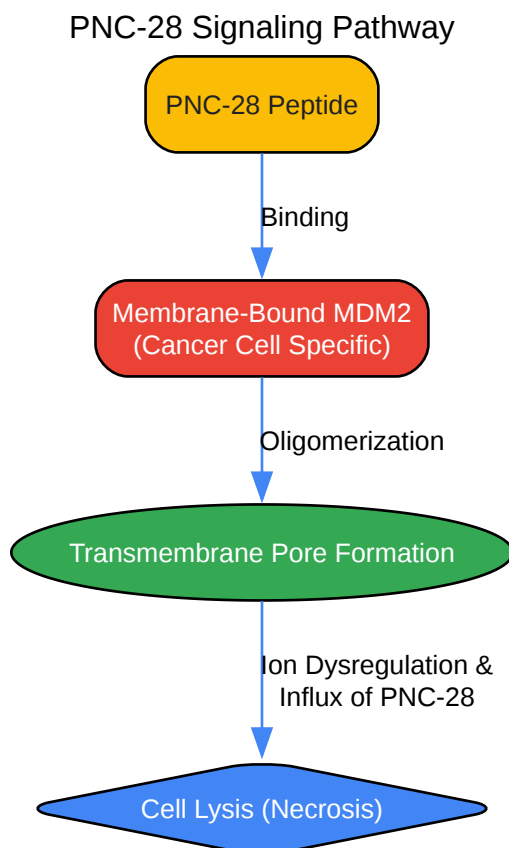 PNC-28 Signaling Pathway
PNC-28 Peptide
Binding
Membrane-Bound MDM2
(Cancer Cell Specific)
Oligomerization
Transmembrane Pore Formation
Ion Dysregulation &
Influx of PNC-28
Cell Lysis (Necrosis)